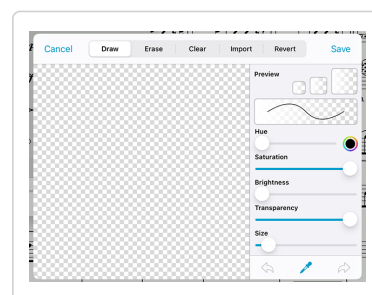 Cancel Draw Erase Clear Import Revert Save
Preview
Hue
Saturation
Brightness
Transparency
Size